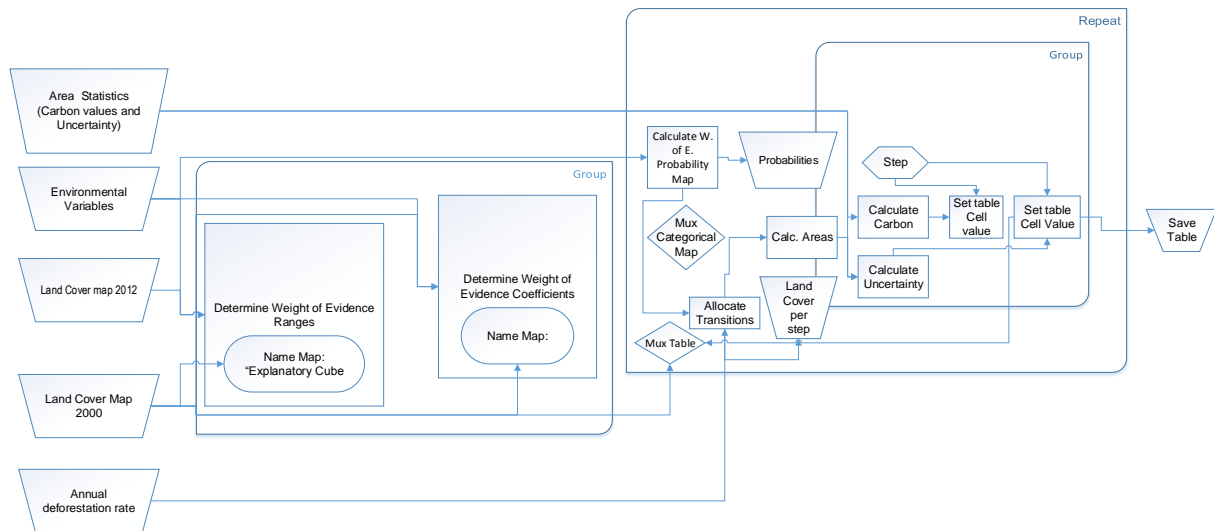 Repeat
Group
Area Statistics
(Carbon values and
Uncertainty)
Calculate W.
of E.
Probability
Map
Probabilities
Step
Environmental
Variables
Group
Calculate
Carbon
Set table
Cell
value
Set table
Cell Value
Save
Table
Mux
Categorical
Map
Calc. Areas
Calculate
Uncertainty
Land Cover map 2012
Determine Weight of Evidence
Ranges
Determine Weight of
Evidence Coefficients
Allocate
Transitions
Land
Cover
per
step
Name Map:
“Explanatory Cube
Name Map:
Mux Table
Land Cover Map
2000
Annual
deforestation rate